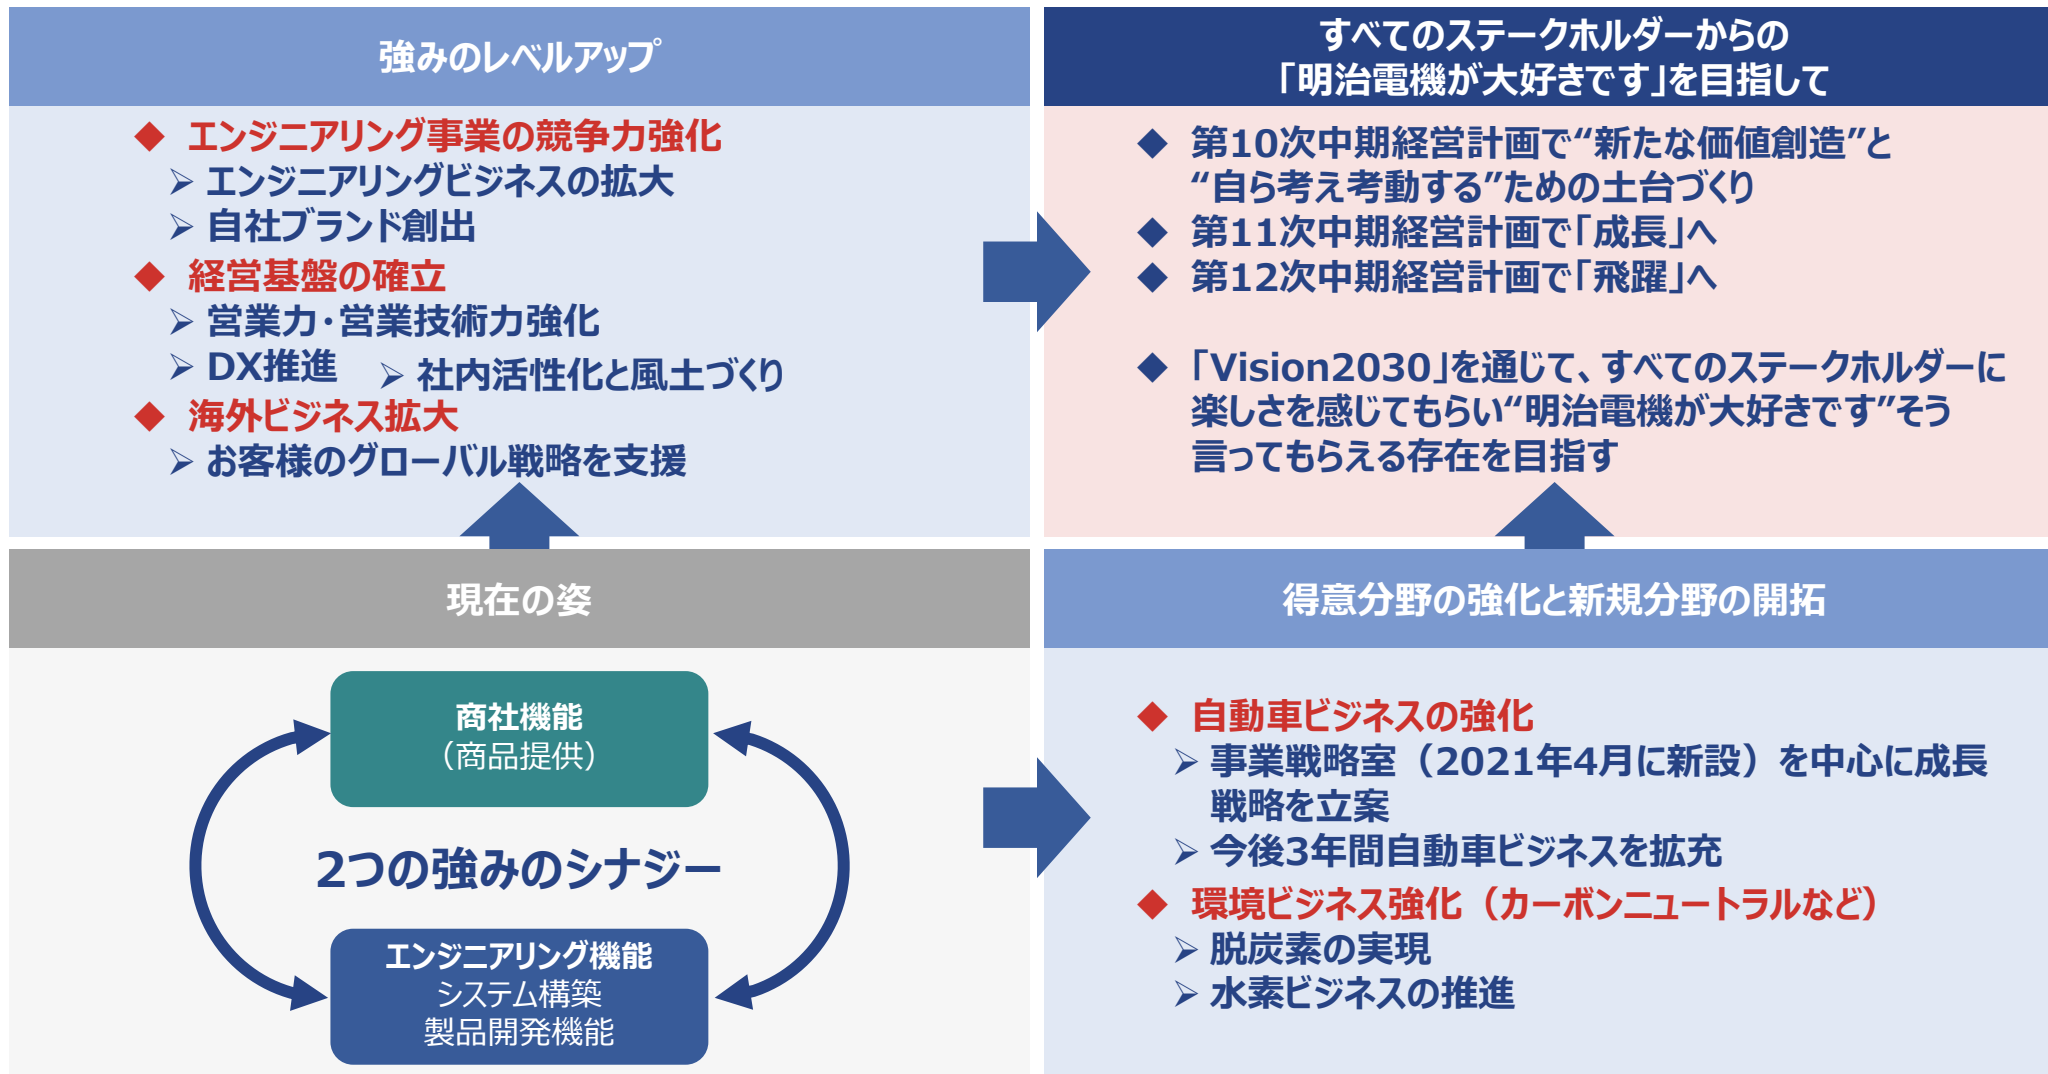 強みのレベルアップ
◆ エンジニアリング事業の競争力強化
➢ エンジニアリングビジネスの拡大
➢ 自社ブランド創出
◆ 経営基盤の確立
➢ 営業力・営業技術力強化
➢ DX推進 ➢ 社内活性化と風土づくり
◆ 海外ビジネス拡大
➢ お客様のグローバル戦略を支援
すべてのステークホルダーからの
「明治電機が大好きです」を目指して
◆ 第10次中期経営計画で“新たな価値創造”と
“自ら考え考動する”ための土台づくり
◆ 第11次中期経営計画で「成長」へ
◆ 第12次中期経営計画で「飛躍」へ
◆ 「Vision2030」を通じて、すべてのステークホルダーに
楽しさを感じてもらい“明治電機が大好きです”そう
言ってもらえる存在を目指す
現在の姿
商社機能
（商品提供）
2つの強みのシナジー
エンジニアリング機能
システム構築
製品開発機能
得意分野の強化と新規分野の開拓
◆ 自動車ビジネスの強化
➢ 事業戦略室（2021年4月に新設）を中心に成長
戦略を立案
➢ 今後3年間自動車ビジネスを拡充
◆ 環境ビジネス強化（カーボンニュートラルなど）
➢ 脱炭素の実現
➢ 水素ビジネスの推進